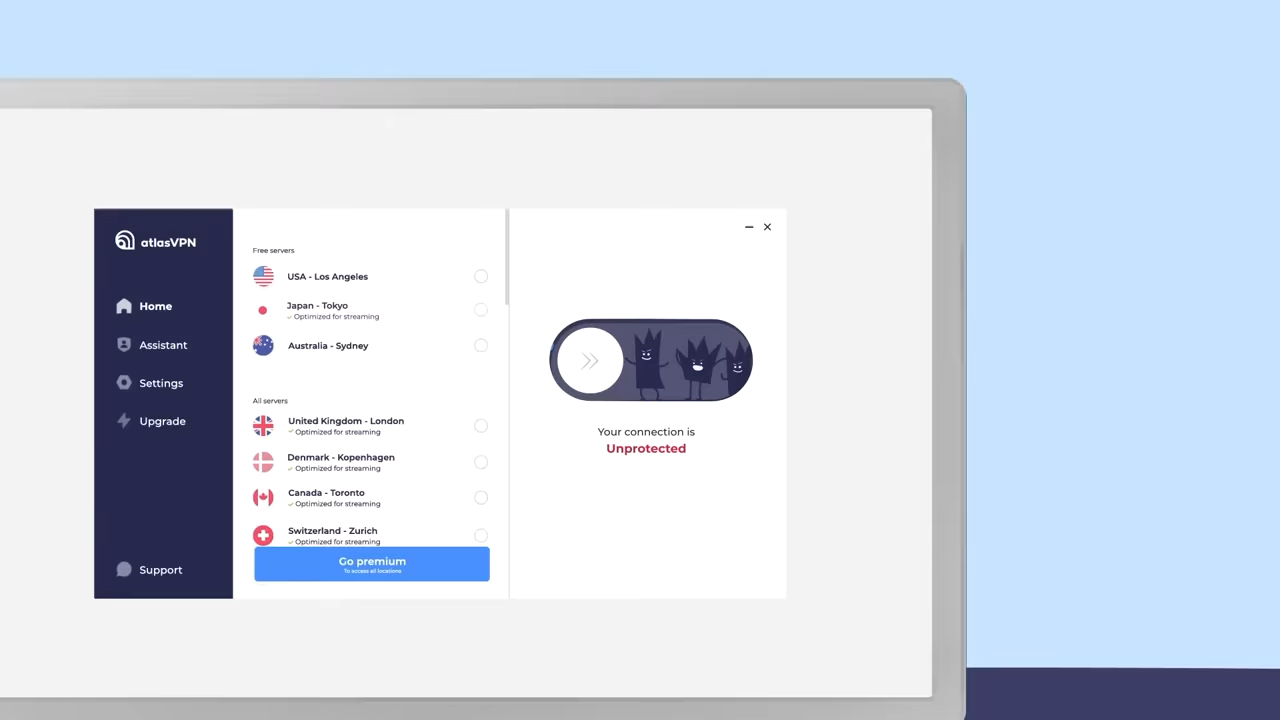 atlasVPN
Home
Assistant
Settings
Upgrade
Support
Free servers
USA - Los Angeles
Japan - Tokyo
Optimized for streaming
Australia - Sydney
All servers
United Kingdom - London
Optimized for streaming
Denmark - Kopenhagen
Optimized for streaming
Canada - Toronto
Optimized for streaming
Switzerland - Zurich
Optimized for streaming
Go premium
To access all locations
Your connection is
Unprotected